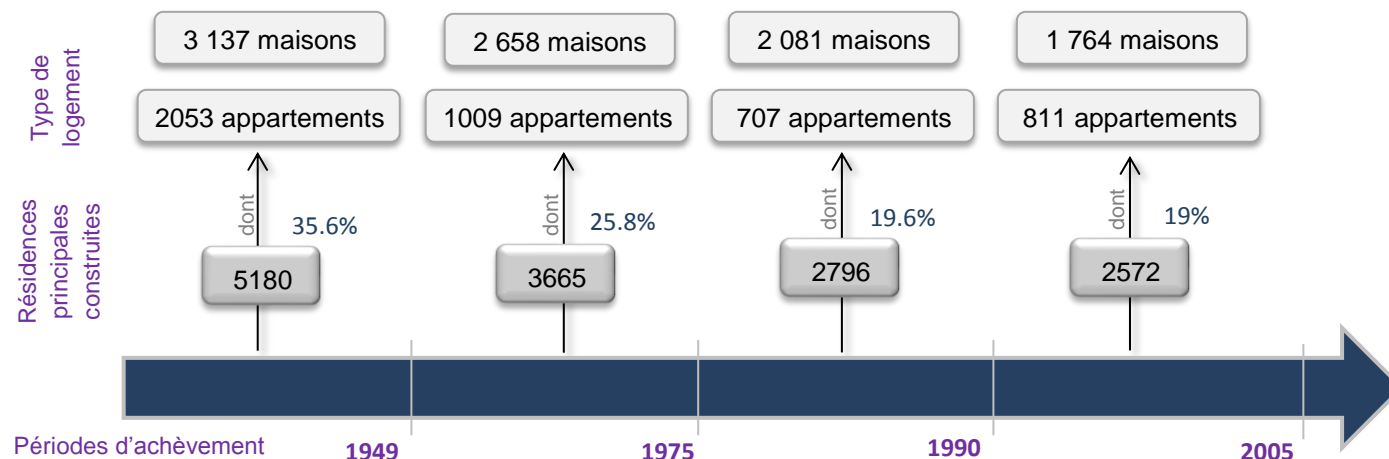 Type de
logement
3 137 maisons
2 658 maisons
2 081 maisons
1 764 maisons
2053 appartements
1009 appartements
707 appartements
811 appartements
Résidences
principales
construites
dont
35.6%
dont
25.8%
dont
19.6%
dont
19%
5180
3665
2796
2572
Périodes d'achèvement
1949
1975
1990
2005